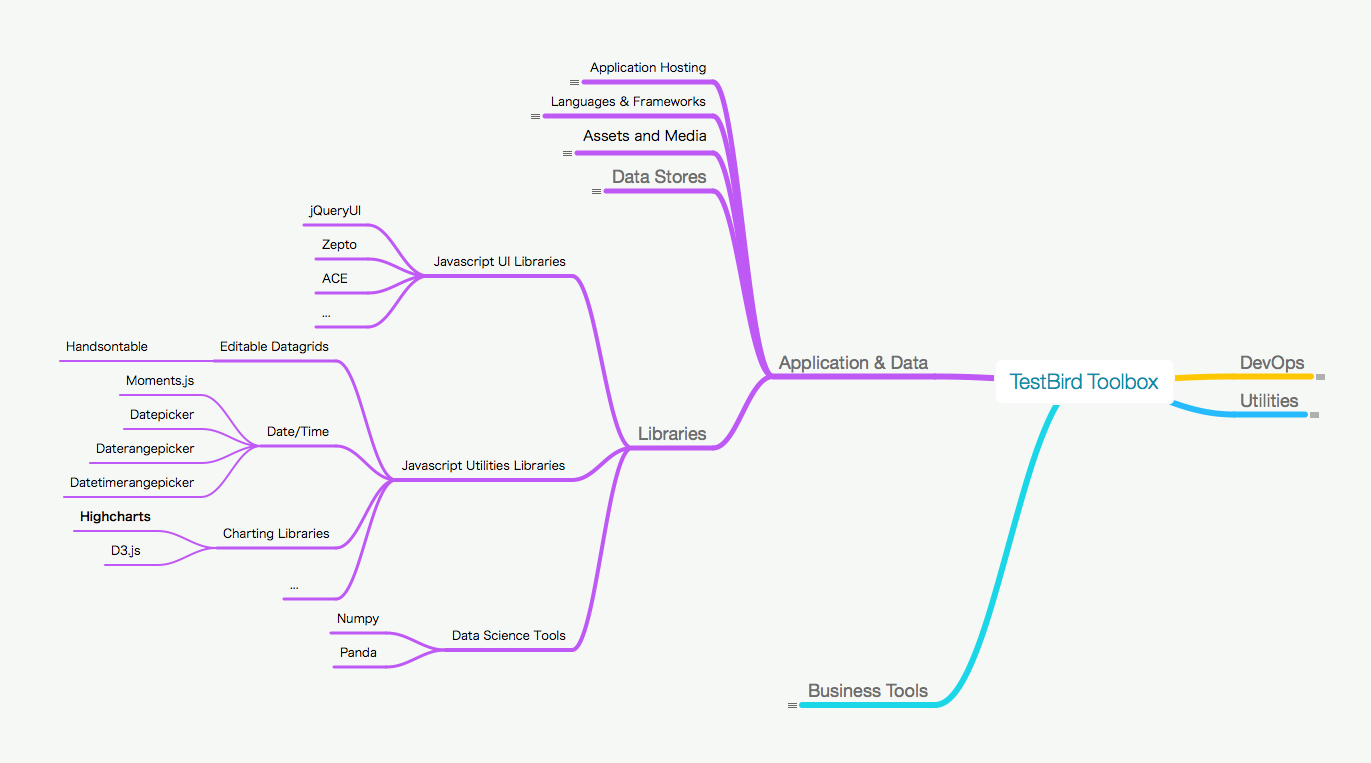 Application Hosting
Languages & Frameworks
Assets and Media
Data Stores
jQueryUI
Zepto
ACE
...
Javascript UI Libraries
Handsontable
Editable Datagrids
Moments.js
Datepicker
Daterangepicker
Datetimerangepicker
Date/Time
Javascript Utilities Libraries
Highcharts
D3.js
Charting Libraries
...
Numpy
Panda
Data Science Tools
Libraries
Application & Data
TestBird Toolbox
DevOps
Utilities
Business Tools